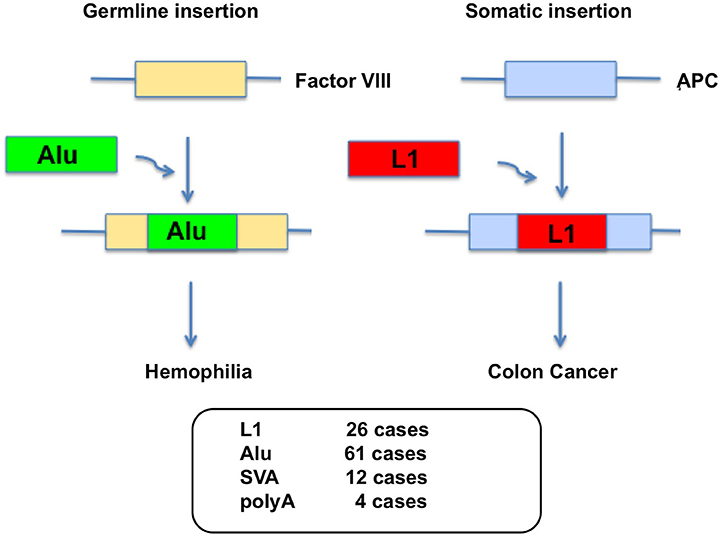 Germline insertion
Somatic insertion
Factor VIII
APC
Alu
L1
Alu
L1
Hemophilia
Colon Cancer
L1 26 cases
Alu 61 cases
SVA 12 cases
polyA 4 cases